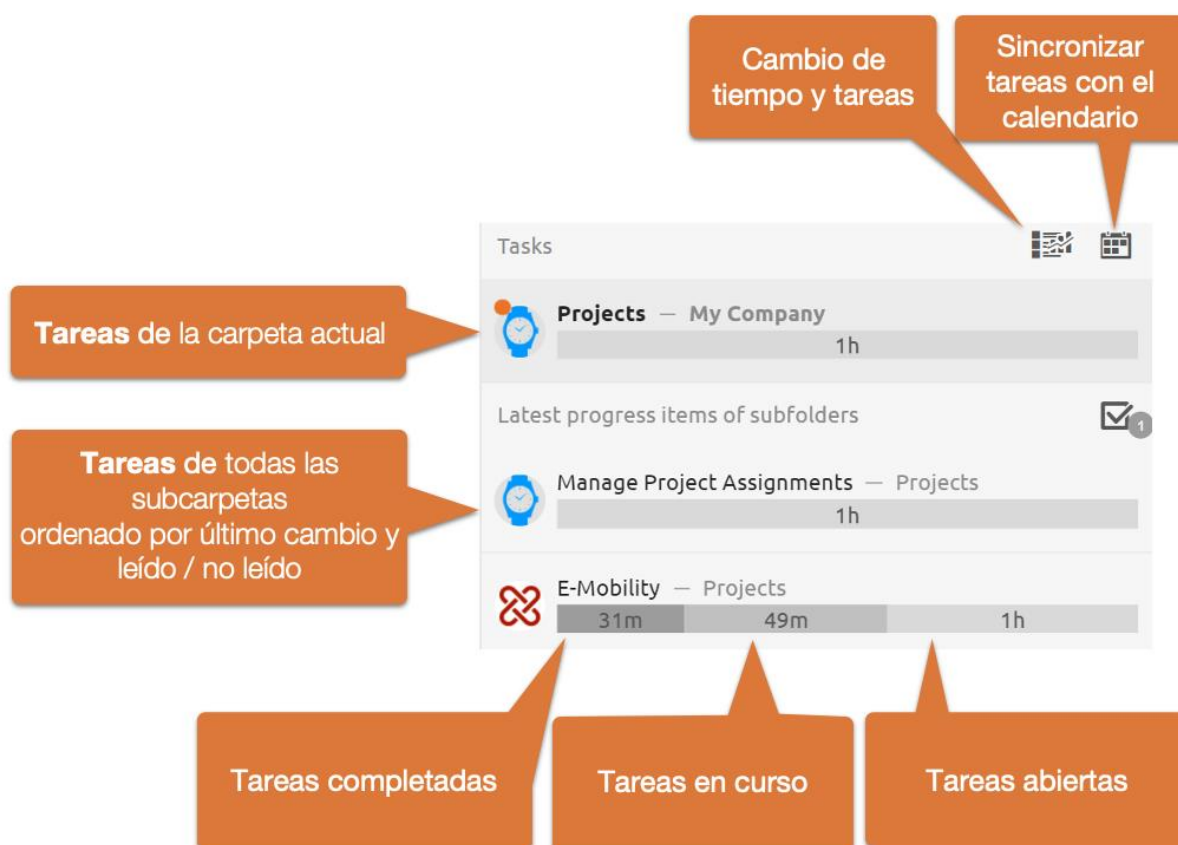 Cambio de
tiempo y tareas
Sincronizar
tareas con el
calendario
Tasks
Tareas de la carpeta actual
Projects — My Company
1h
Latest progress items of subfolders
1
Tareas de todas las
subcarpetas
ordenado por último cambio y
leído / no leído
Manage Project Assignments — Projects
1h
E-Mobility — Projects
31m 49m 1h
Tareas completadas
Tareas en curso
Tareas abiertas